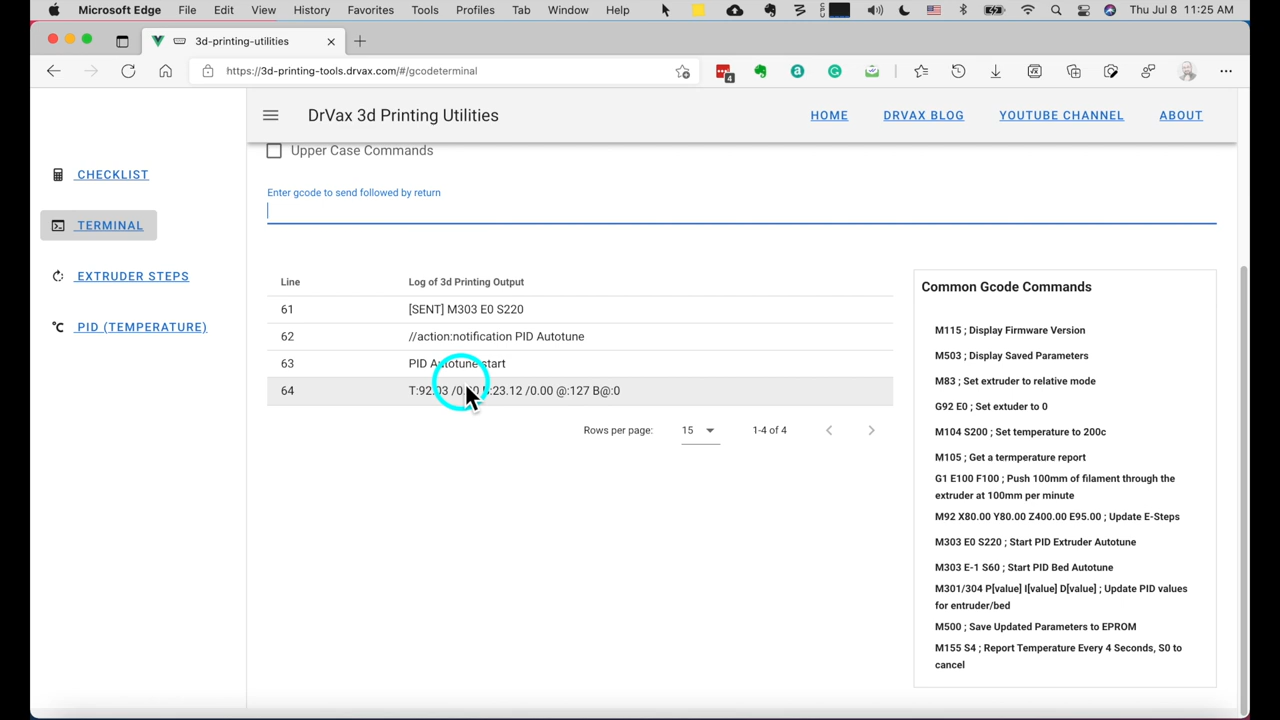 Microsoft Edge File Edit View History Favorites Tools Profiles Tab Window Help Thu Jul 8 11:25 AM
3d-printing-utilities
https://3d-printing-tools.drvax.com/#/gcodeterminal
4
DrVax 3d Printing Utilities
HOME
DRVAX BLOG
YOUTUBE CHANNEL
ABOUT
CHECKLIST
TERMINAL
EXTRUDER STEPS
°C PID (TEMPERATURE)
Upper Case Commands
Enter gcode to send followed by return
Line Log of 3d Printing Output
61 [SENT] M303 E0 S220
62 //action:notification PID Autotune
63 PID Autotune start
64 T:92.03 /0.00 B:23.12 /0.00 @:127 B@:0
Rows per page: 15 1-4 of 4
Common Gcode Commands
M115 ; Display Firmware Version
M503 ; Display Saved Parameters
M83 ; Set extruder to relative mode
G92 E0 ; Set extuder to 0
M104 S200 ; Set temperature to 200c
M105 ; Get a termperature report
G1 E100 F100 ; Push 100mm of filament through the
extruder at 100mm per minute
M92 X80.00 Y80.00 Z400.00 E95.00 ; Update E-Steps
M303 E0 S220 ; Start PID Extruder Autotune
M303 E-1 S60 ; Start PID Bed Autotune
M301/304 P[value] I[value] D[value] ; Update PID values
for entruder/bed
M500 ; Save Updated Parameters to EPROM
M155 S4 ; Report Temperature Every 4 Seconds, S0 to
cancel